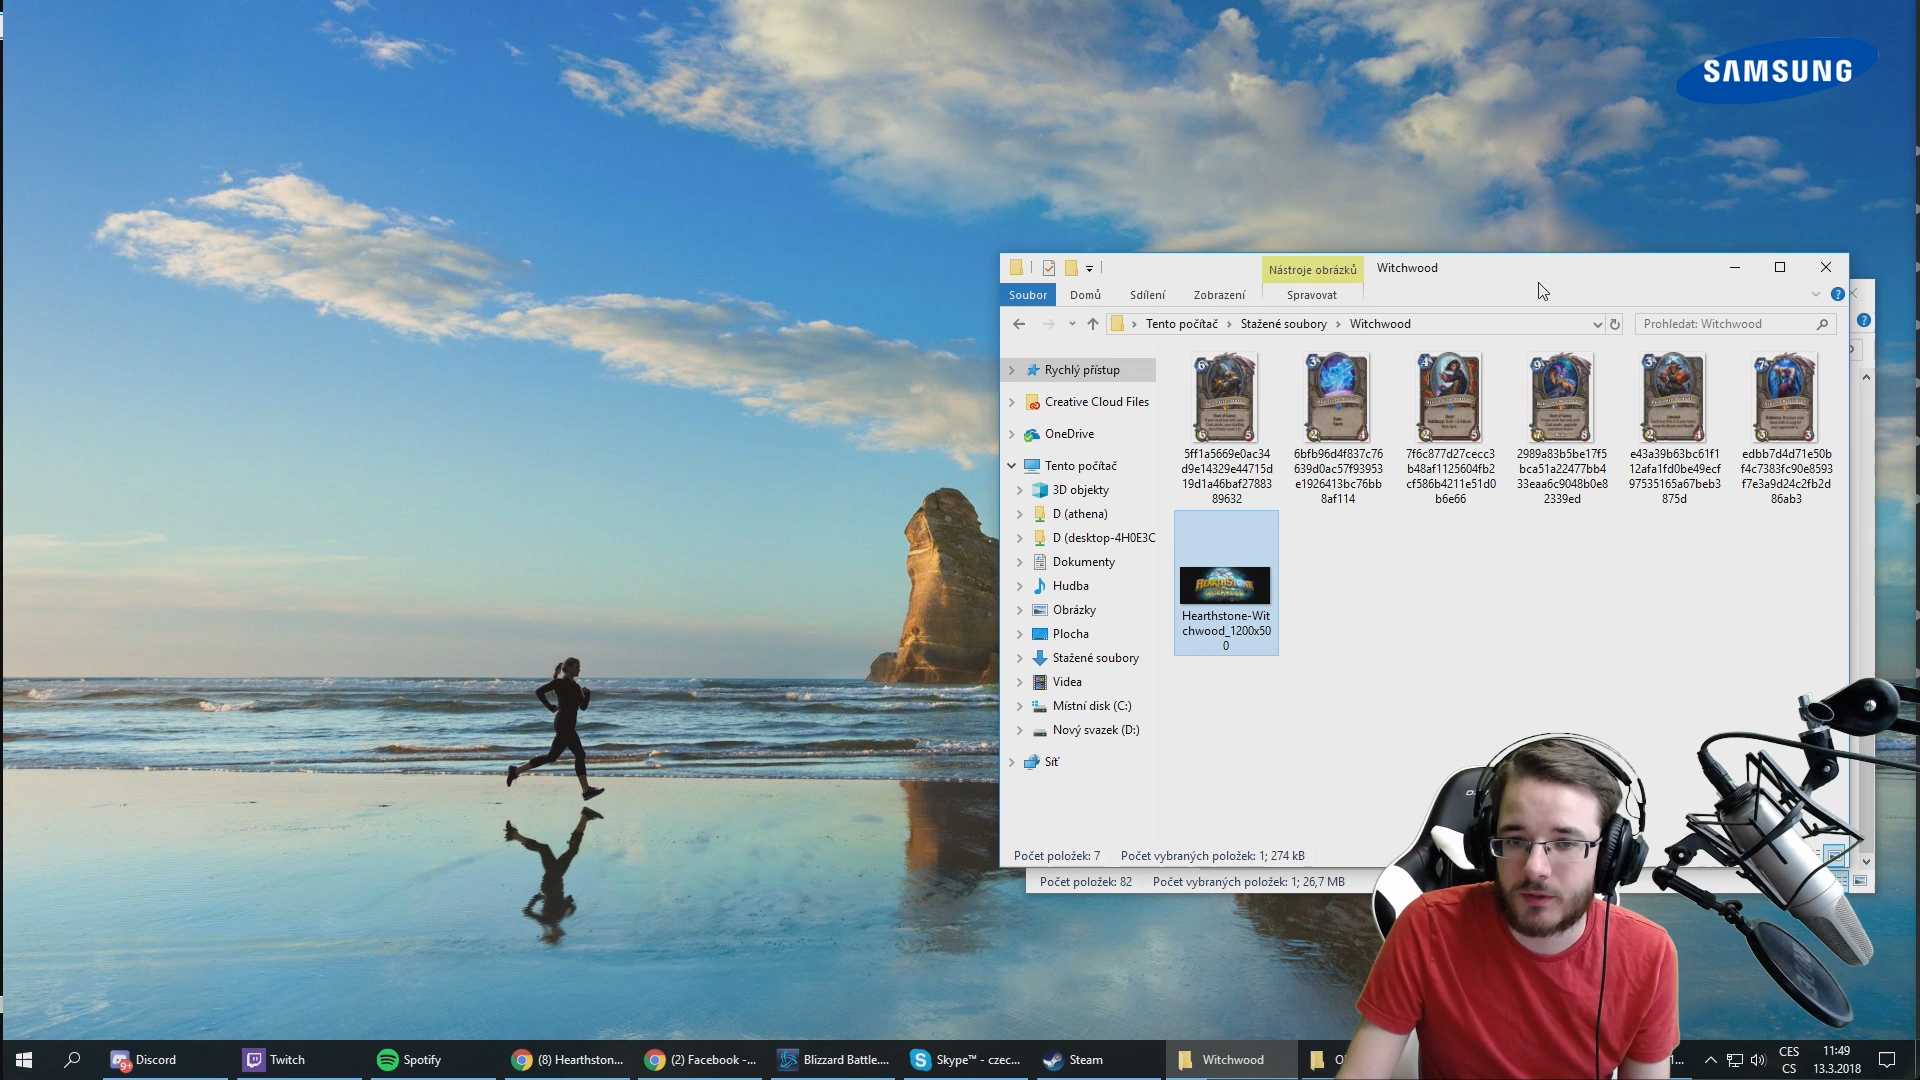 SAMSUNG
Nástroje obrázků
Witchwood
Soubor
Domů
Sdílení
Zobrazení
Spravovat
Tento počítač
Stažené soubory
Witchwood
Prohledat: Witchwood
Rychlý přístup
Creative Cloud Files
OneDrive
Tento počítač
3D objekty
D (athena)
D (desktop-4H0E3C
Dokumenty
Hudba
Obrázky
Plocha
Stažené soubory
Videa
Místní disk (C:)
Nový svazek (D:)
Síť
5ff1a5669e0ac34
d9e14329e44715d
19d1a46baf27883
89632
6bfb96d4f837c76
639d0ac57f93953
e1926413bc76bb
8af114
7f6c877d27cecc3
b48af1125604fb2
cf586b4211e51d0
b6e66
2989a83b5be17f5
bca51a22477bb4
33eaa6c9048b0e8
2339ed
e43a39b63bc61f1
12afa1fd0be49ecf
97535165a67beb3
875d
edbb7d4d71e50b
f4c7383fc90e8593
f7e3a9d24c2fb2d
86ab3
HEARTHSTONE
Hearthstone-Wit
chwood_1200x50
0
Počet položek: 7
Počet vybraných položek: 1; 274 kB
Počet položek: 82
Počet vybraných položek: 1; 26,7 MB
Discord
Twitch
Spotify
(8) Hearthston...
(2) Facebook -...
Blizzard Battle....
Skype™ - czec...
Steam
Witchwood
CES
CS
11:49
13.3.2018